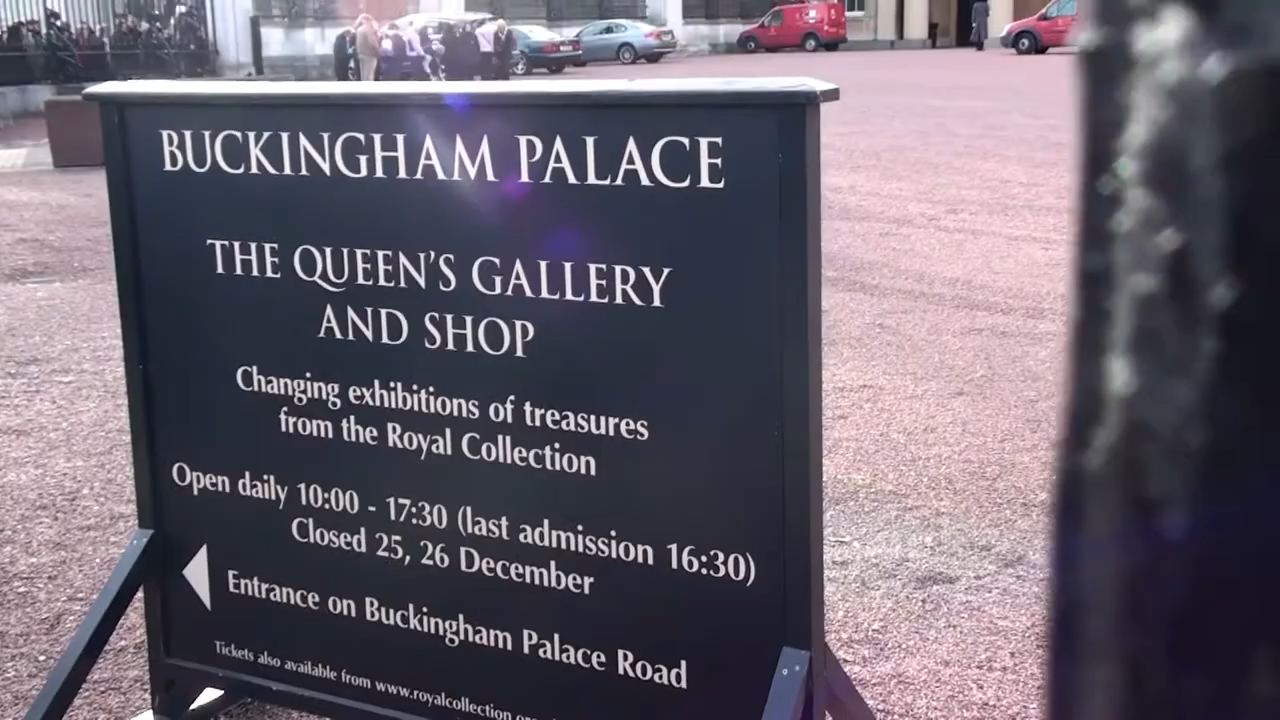 BUCKINGHAM PALACE
THE QUEEN'S GALLERY
AND SHOP
Changing exhibitions of treasures
from the Royal Collection
Open daily 10:00 - 17:30 (last admission 16:30)
Closed 25, 26 December
Entrance on Buckingham Palace Road
Tickets also available from www.royalcollection